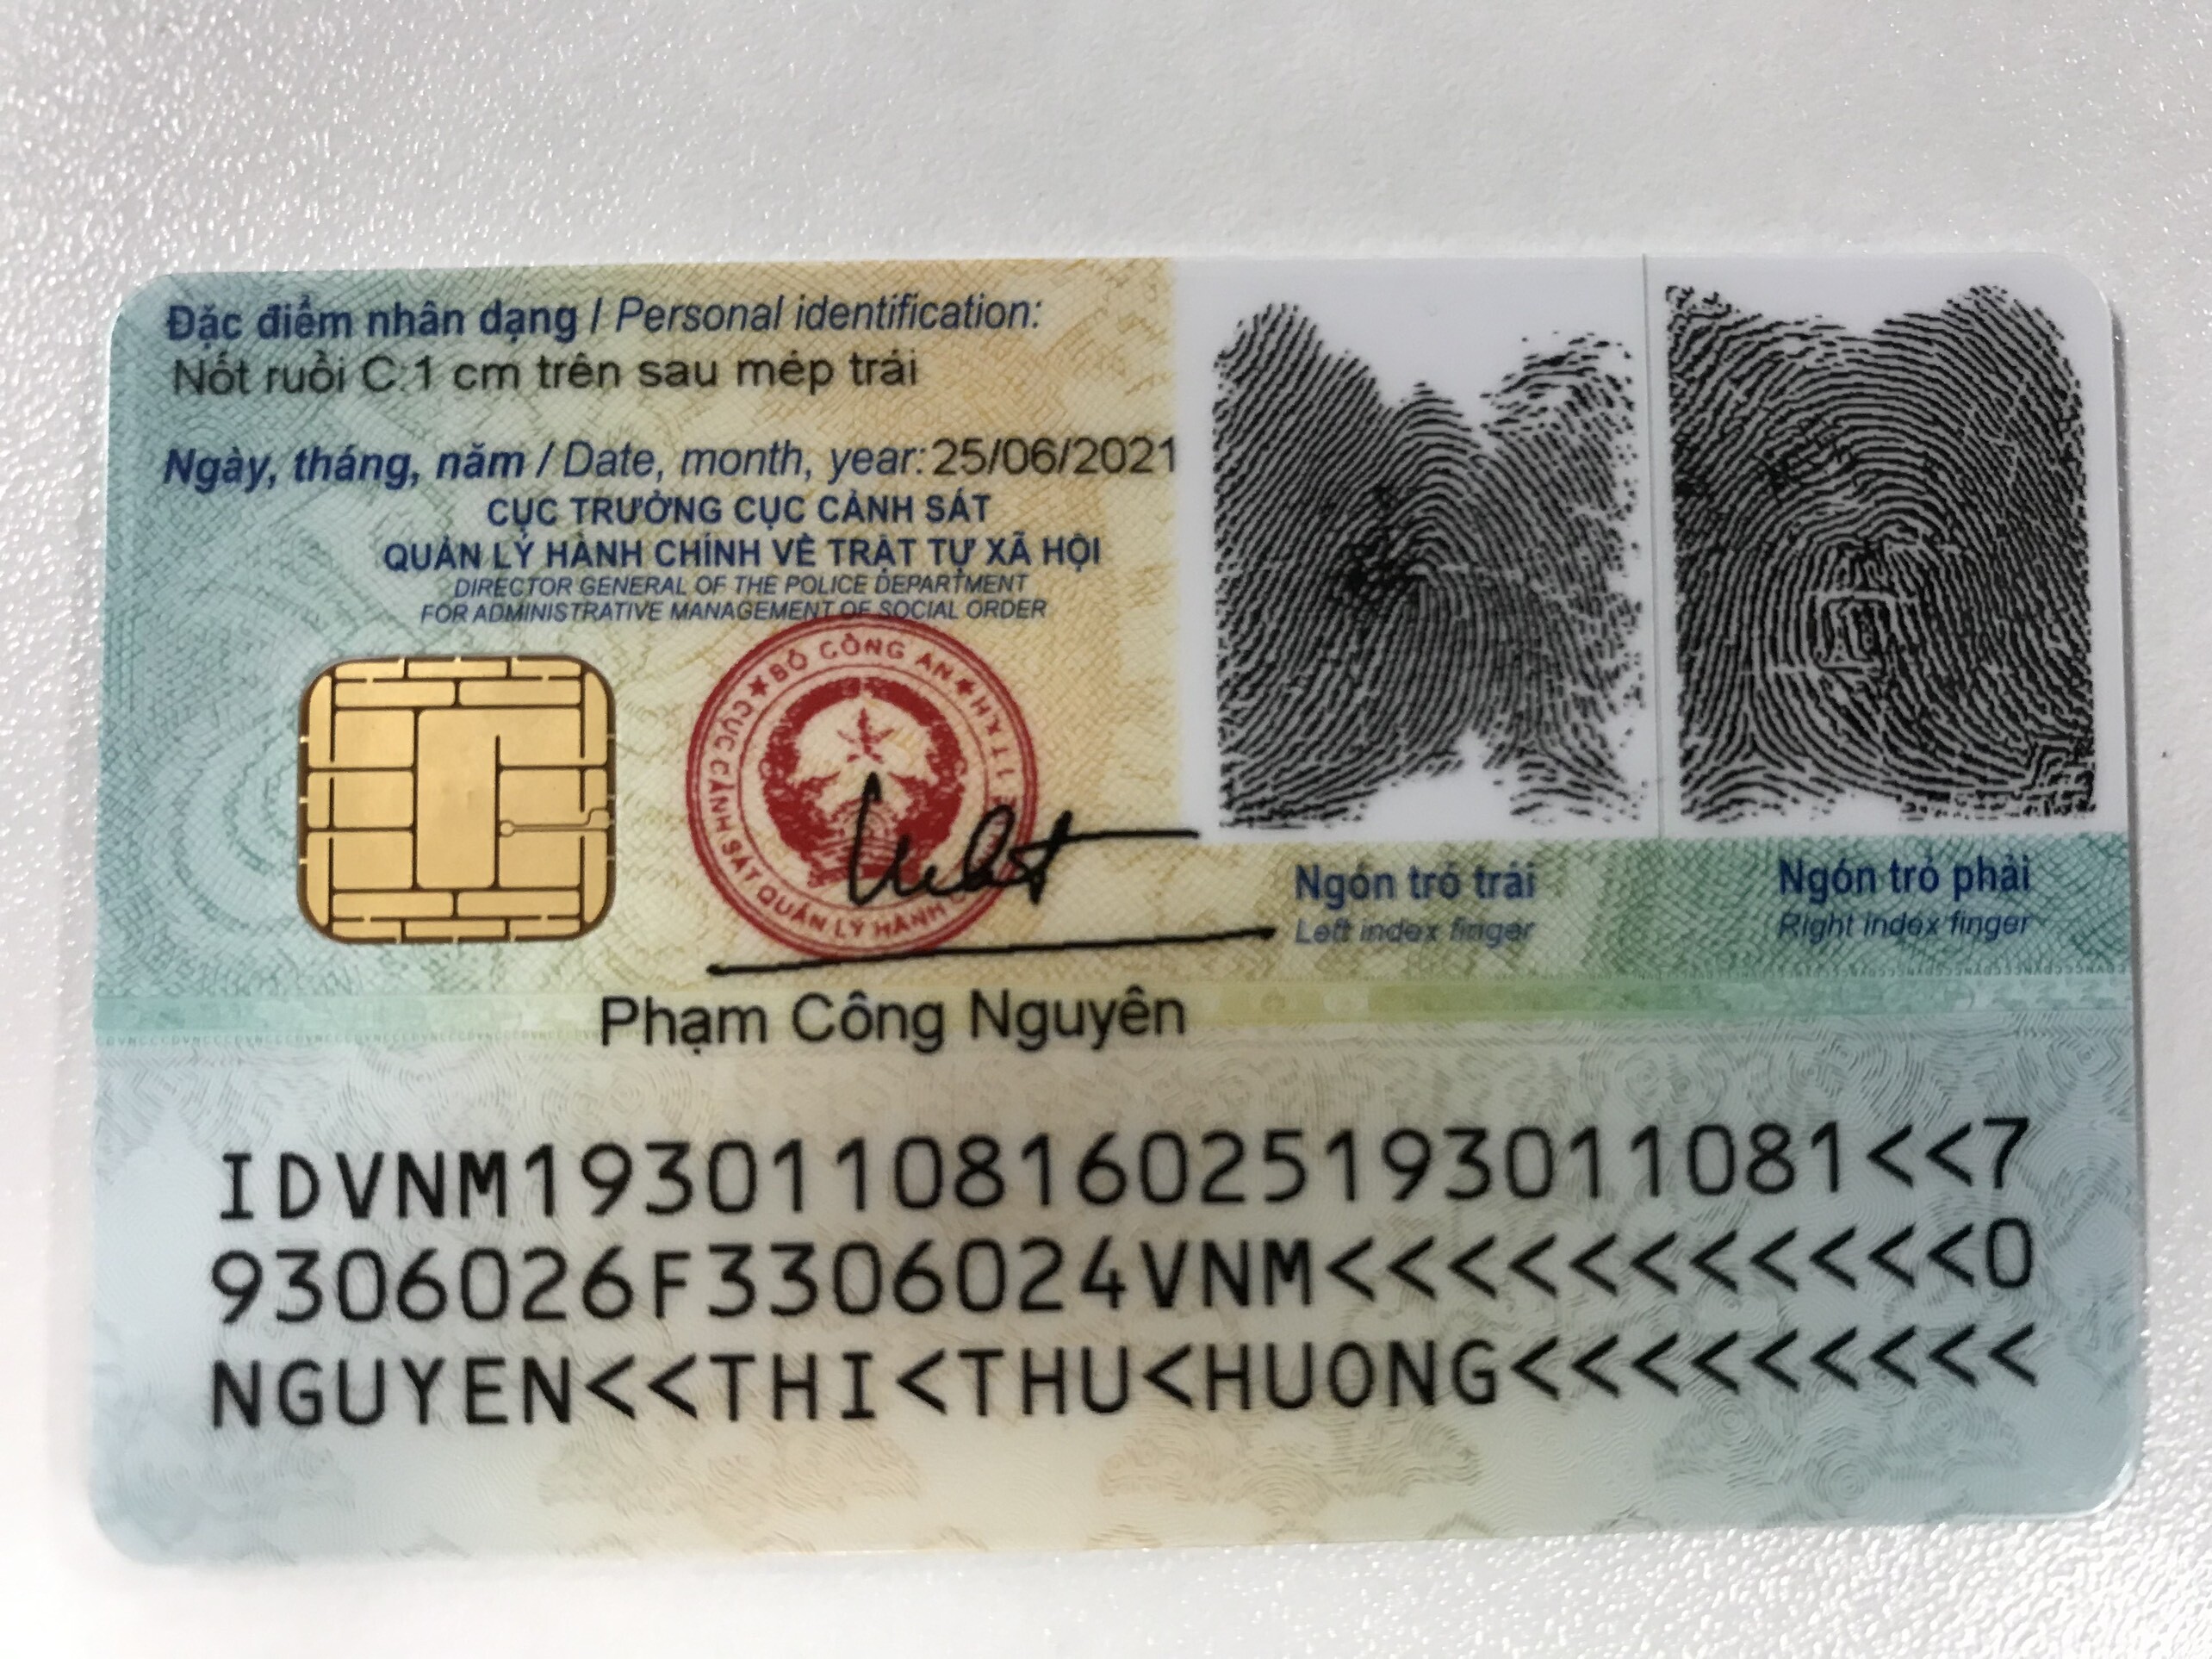 Đặc điểm nhân dạng / Personal identification:
Nốt ruồi C:1 cm trên sau mép trái
Ngày, tháng, năm / Date, month, year: 25/06/2021
CỤC TRƯỞNG CỤC CẢNH SÁT
QUẢN LÝ HÀNH CHÍNH VỀ TRẬT TỰ XÃ HỘI
DIRECTOR GENERAL OF THE POLICE DEPARTMENT
FOR ADMINISTRATIVE MANAGEMENT OF SOCIAL ORDER
BỘ CÔNG AN
CỤC CẢNH SÁT QUẢN LÝ HÀNH
Phạm Công Nguyên
Ngón trỏ trái
Left index finger
Ngón trỏ phải
Right index finger
IDVNM1930110816025193011081<<7
9306026F3306024VNM<<<<<<<<<<<0
NGUYEN<<THI<THU<HUONG<<<<<<<<<